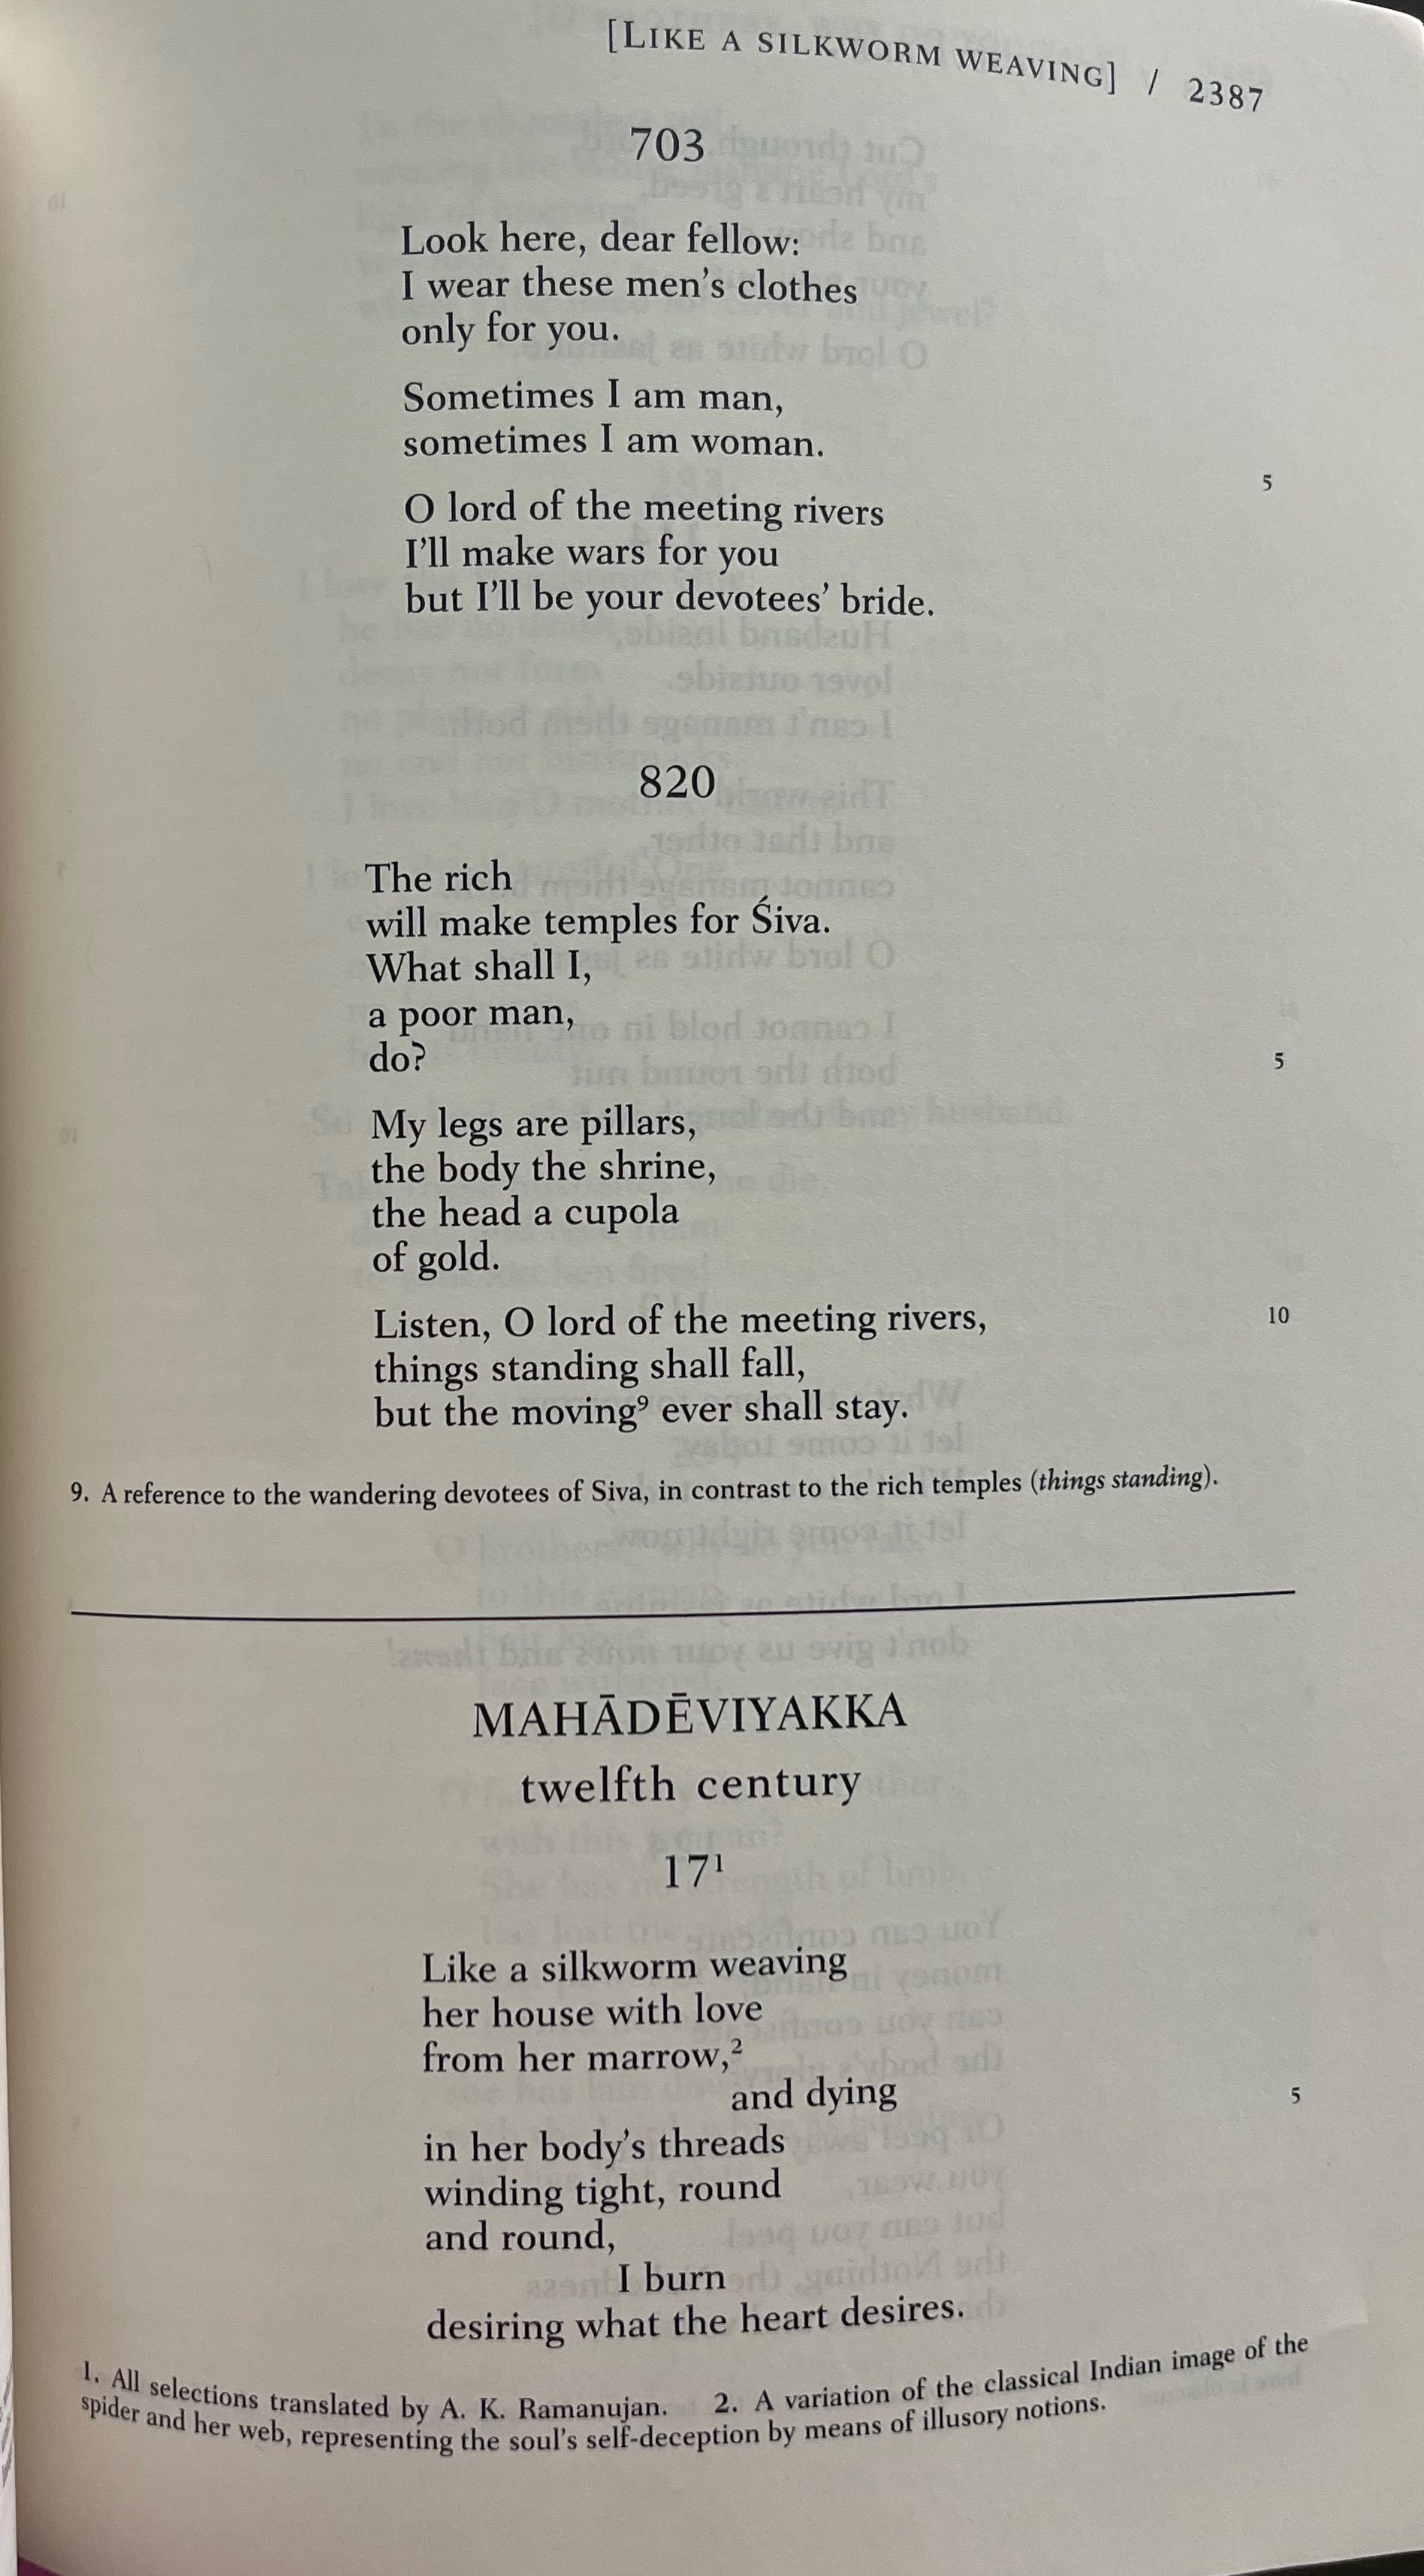 [LIKE A SILKWORM WEAVING] / 2387
703
Look here, dear fellow:
I wear these men's clothes
only for you.
Sometimes I am man,
sometimes I am woman.
5
O lord of the meeting rivers
I'll make wars for you
but I'll be your devotees' bride.
820
The rich
will make temples for Śiva.
What shall I,
a poor man,
do? 5
My legs are pillars,
the body the shrine,
the head a cupola
of gold.
Listen, O lord of the meeting rivers, 10
things standing shall fall,
but the moving⁹ ever shall stay.
9. A reference to the wandering devotees of Siva, in contrast to the rich temples (things standing).
MAHĀDĒVIYAKKA
twelfth century
17¹
Like a silkworm weaving
her house with love
from her marrow,²
and dying 5
in her body's threads
winding tight, round
and round,
I burn
desiring what the heart desires.
1. All selections translated by A. K. Ramanujan. 2. A variation of the classical Indian image of the
spider and her web, representing the soul's self-deception by means of illusory notions.